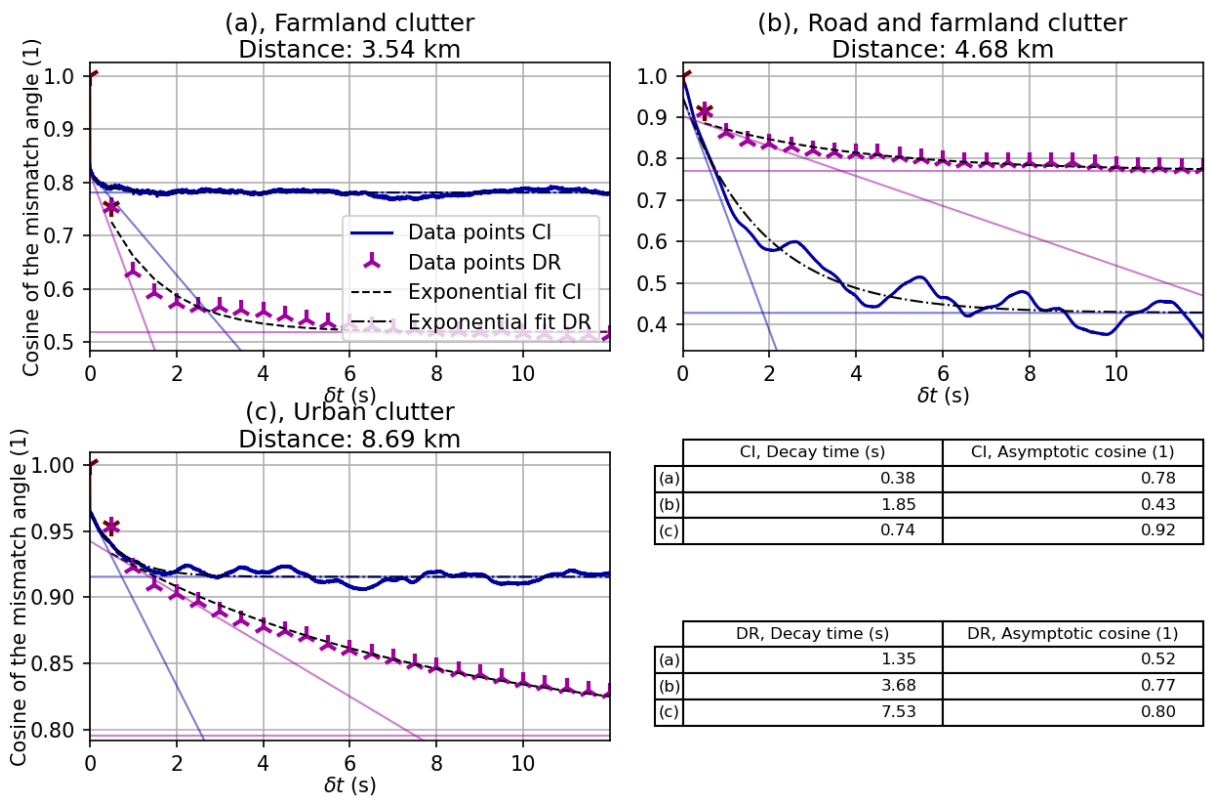 (a), Farmland clutter
Distance: 3.54 km
Cosine of the mismatch angle (1)
1.0
0.9
0.8
0.7
0.6
0.5
0 2 4 6 8 10
δt (s)
Data points CI
Data points DR
Exponential fit CI
Exponential fit DR
(b), Road and farmland clutter
Distance: 4.68 km
1.0
0.9
0.8
0.7
0.6
0.5
0.4
0 2 4 6 8 10
δt (s)
(c), Urban clutter
Distance: 8.69 km
Cosine of the mismatch angle (1)
1.00
0.95
0.90
0.85
0.80
0 2 4 6 8 10
δt (s)
CI, Decay time (s) CI, Asymptotic cosine (1)
(a) 0.38 0.78
(b) 1.85 0.43
(c) 0.74 0.92
DR, Decay time (s) DR, Asymptotic cosine (1)
(a) 1.35 0.52
(b) 3.68 0.77
(c) 7.53 0.80